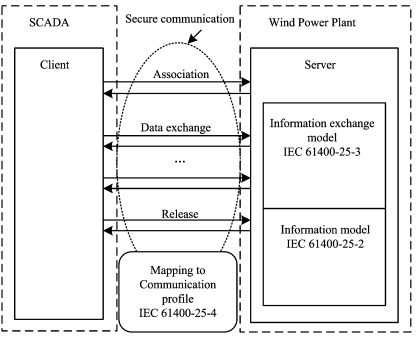 SCADA
Secure communication
Wind Power Plant
Client
Server
Association
Data exchange
...
Release
Information exchange
model
IEC 61400-25-3
Information model
IEC 61400-25-2
Mapping to
Communication
profile
IEC 61400-25-4